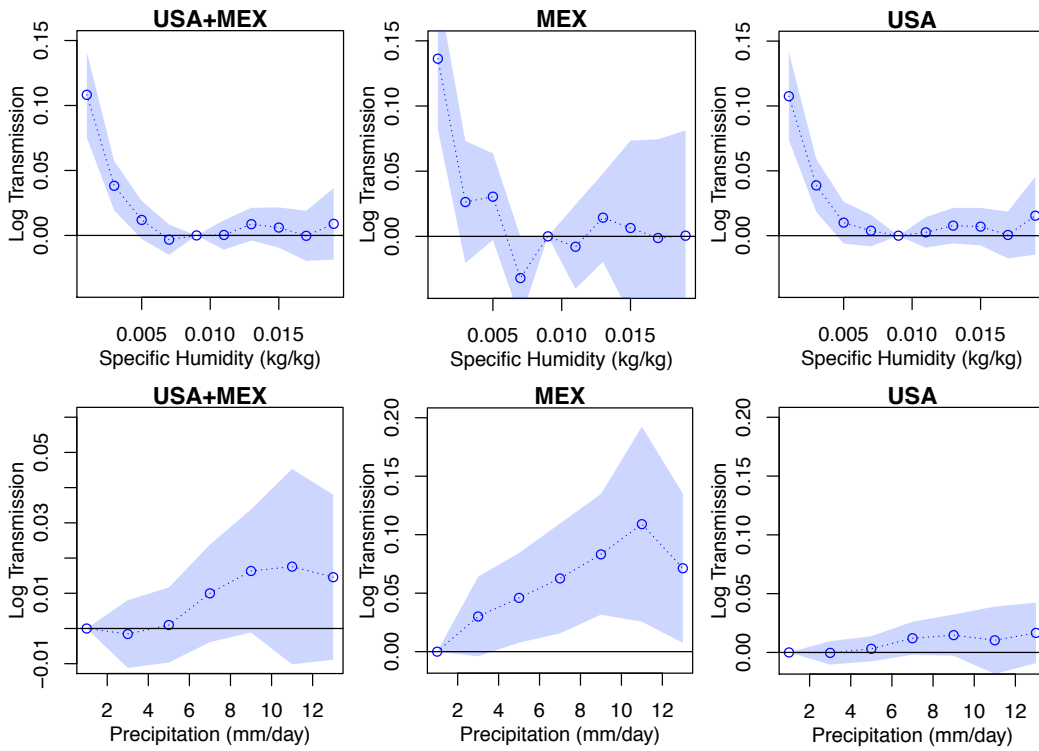 USA+MEX
MEX
USA
Log Transmission
0.00
0.05
0.10
0.15
0.005
0.010
0.015
Specific Humidity (kg/kg)
Log Transmission
0.00
0.05
0.10
0.15
0.005
0.010
0.015
Specific Humidity (kg/kg)
Log Transmission
0.00
0.05
0.10
0.15
0.005
0.010
0.015
Specific Humidity (kg/kg)
USA+MEX
MEX
USA
Log Transmission
−0.01
0.01
0.03
0.05
2 4 6 8 10 12
Precipitation (mm/day)
Log Transmission
0.00
0.05
0.10
0.15
0.20
2 4 6 8 10 12
Precipitation (mm/day)
Log Transmission
0.00
0.05
0.10
0.15
0.20
2 4 6 8 10 12
Precipitation (mm/day)